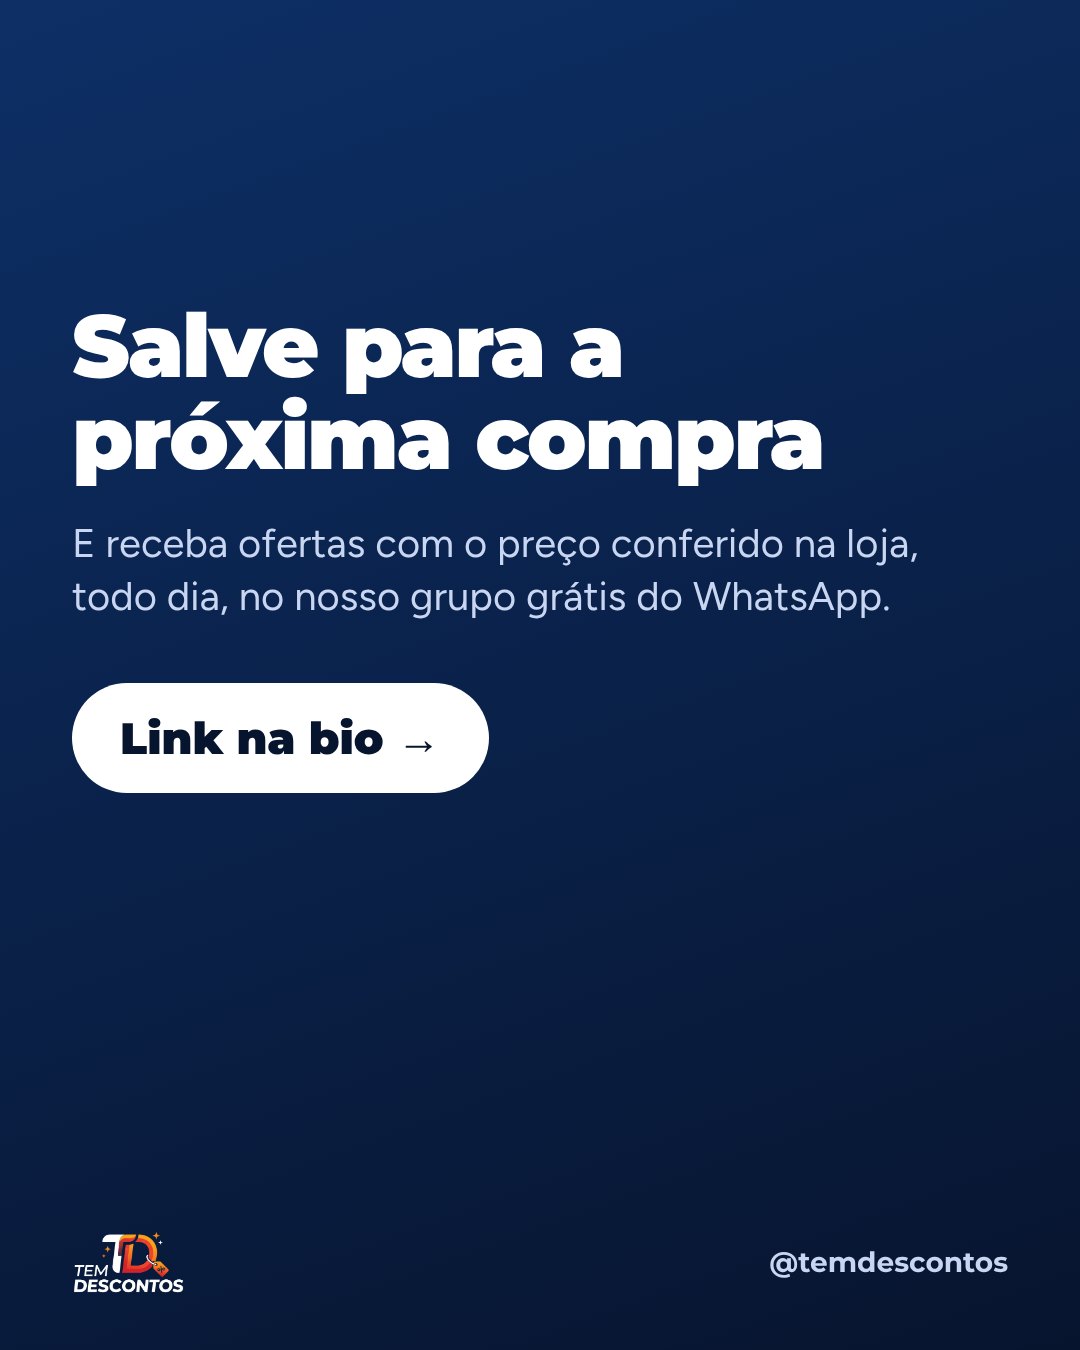 Salve para a
próxima compra
E receba ofertas com o preço conferido na loja,
todo dia, no nosso grupo grátis do WhatsApp.
Link na bio →
TD
TEM
DESCONTOS
@temdescontos